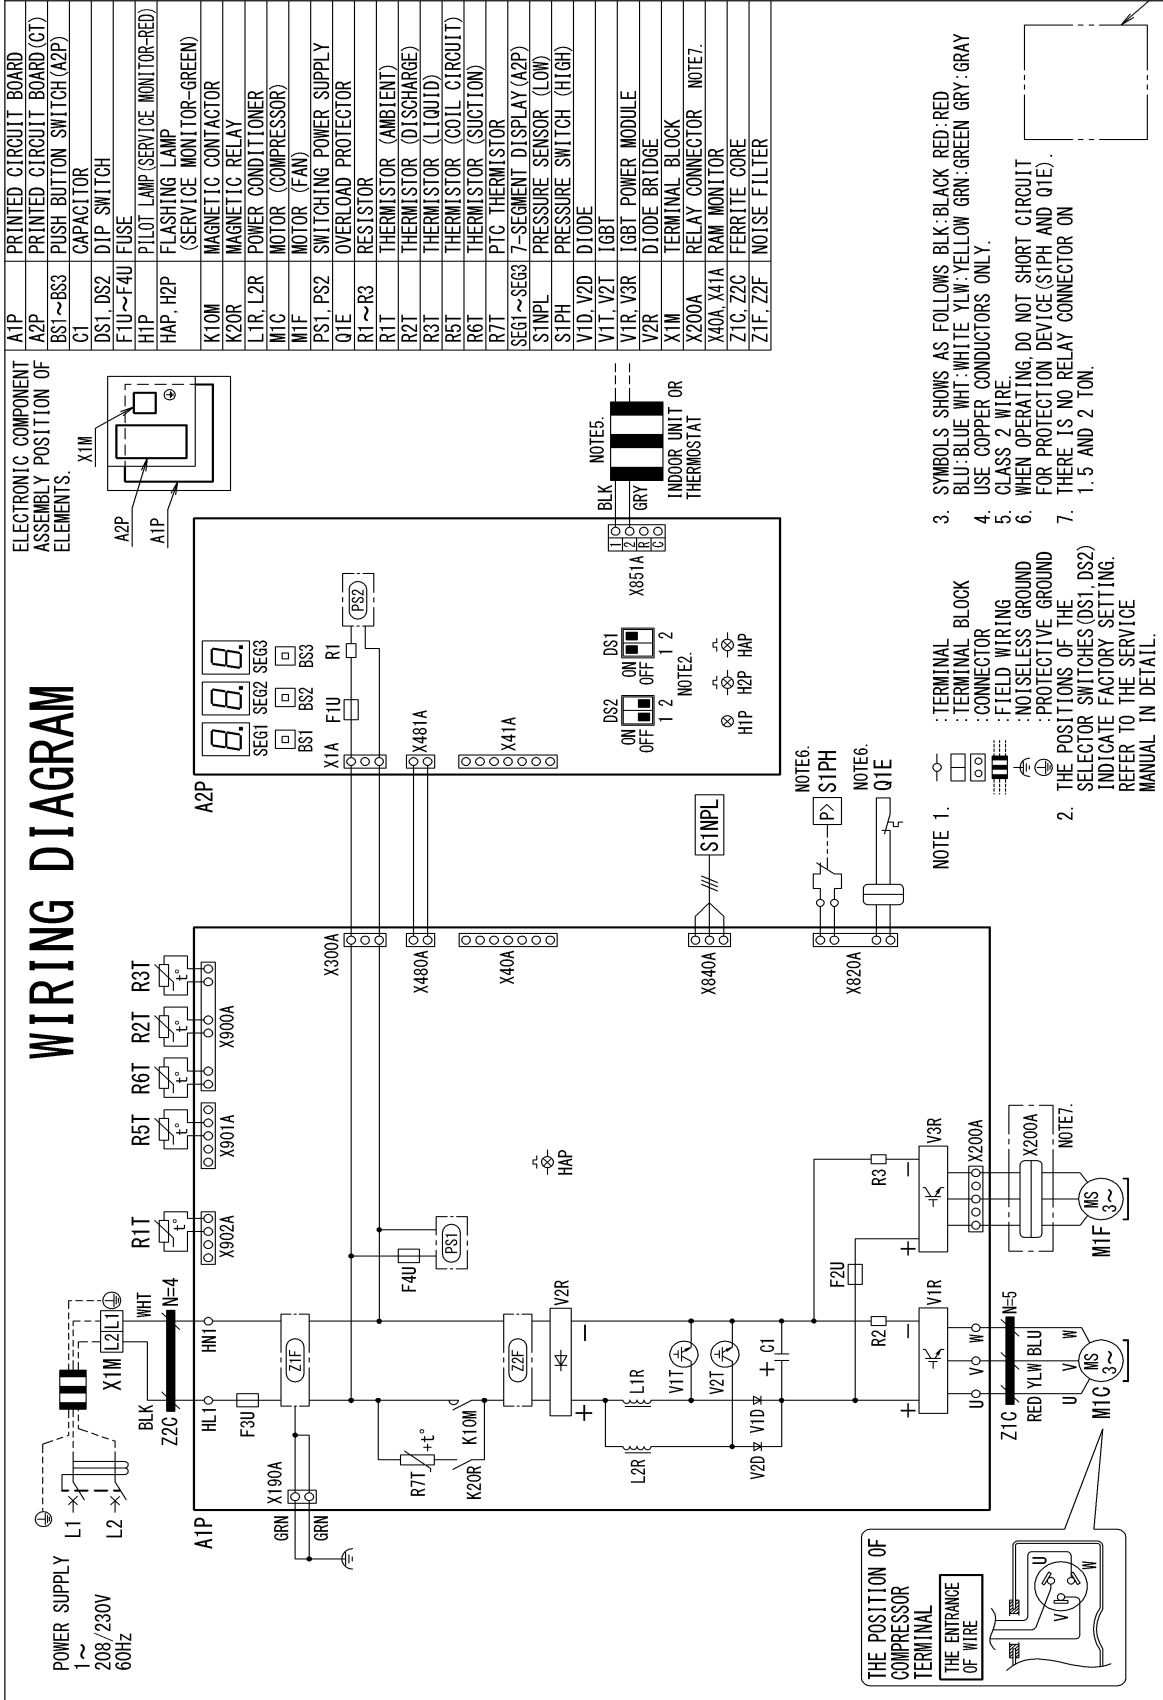 WIRING DIAGRAM
POWER SUPPLY
1~
208/230V
60Hz
L1
L2
X1M
L2 L1
BLK
WHT
Z2C
N=4
HL1
HN1
F3U
Z1F
X190A
GRN
GRN
A1P
R1T
t°
X902A
R5T
t°
X901A
R6T
t°
R2T
t°
R3T
t°
X900A
F4U
PS1
R7T
+t°
K10M
K20R
Z2F
V2R
+
−
L1R
L2R
V1T
V2T
V1D
V2D
+
C1
HAP
F2U
R2
R3
V1R
+
−
V3R
+
−
U
V
W
Z1C
N=5
RED YLW BLU
U
V
W
MS
3~
M1C
X200A
X200A
NOTE7.
MS
3~
M1F
X300A
X480A
X40A
X840A
S1NPL
X820A
NOTE6.
P>
S1PH
NOTE6.
Q1E
A2P
SEG1 SEG2 SEG3
BS1 BS2 BS3
X1A
F1U
R1
PS2
X481A
X41A
DS2
ON
OFF
1 2
DS1
ON
OFF
1 2
NOTE2.
H1P
H2P
HAP
X851A
1
2
R
C
BLK
GRY
NOTE5.
INDOOR UNIT OR
THERMOSTAT
ELECTRONIC COMPONENT
ASSEMBLY POSITION OF
ELEMENTS.
A2P
X1M
A1P
A1P PRINTED CIRCUIT BOARD
A2P PRINTED CIRCUIT BOARD(CT)
BS1~BS3 PUSH BUTTON SWITCH(A2P)
C1 CAPACITOR
DS1,DS2 DIP SWITCH
F1U~F4U FUSE
H1P PILOT LAMP(SERVICE MONITOR-RED)
HAP,H2P FLASHING LAMP
(SERVICE MONITOR-GREEN)
K10M MAGNETIC CONTACTOR
K20R MAGNETIC RELAY
L1R,L2R POWER CONDITIONER
M1C MOTOR (COMPRESSOR)
M1F MOTOR (FAN)
PS1,PS2 SWITCHING POWER SUPPLY
Q1E OVERLOAD PROTECTOR
R1~R3 RESISTOR
R1T THERMISTOR (AMBIENT)
R2T THERMISTOR (DISCHARGE)
R3T THERMISTOR (LIQUID)
R5T THERMISTOR (COIL CIRCUIT)
R6T THERMISTOR (SUCTION)
R7T PTC THERMISTOR
SEG1~SEG3 7-SEGMENT DISPLAY(A2P)
S1NPL PRESSURE SENSOR (LOW)
S1PH PRESSURE SWITCH (HIGH)
V1D,V2D DIODE
V1T,V2T IGBT
V1R,V3R IGBT POWER MODULE
V2R DIODE BRIDGE
X1M TERMINAL BLOCK
X200A RELAY CONNECTOR NOTE7.
X40A,X41A RAM MONITOR
Z1C,Z2C FERRITE CORE
Z1F,Z2F NOISE FILTER
THE POSITION OF
COMPRESSOR
TERMINAL
THE ENTRANCE
OF WIRE
U
V
W
NOTE 1.
:TERMINAL
:TERMINAL BLOCK
:CONNECTOR
:FIELD WIRING
:NOISELESS GROUND
:PROTECTIVE GROUND
2. THE POSITIONS OF THE
SELECTOR SWITCHES(DS1,DS2)
INDICATE FACTORY SETTING.
REFER TO THE SERVICE
MANUAL IN DETAIL.
3. SYMBOLS SHOWS AS FOLLOWS BLK:BLACK RED:RED
BLU:BLUE WHT:WHITE YLW:YELLOW GRN:GREEN GRY:GRAY
4. USE COPPER CONDUCTORS ONLY.
5. CLASS 2 WIRE.
6. WHEN OPERATING,DO NOT SHORT CIRCUIT
FOR PROTECTION DEVICE(S1PH AND Q1E).
7. THERE IS NO RELAY CONNECTOR ON
1.5 AND 2 TON.